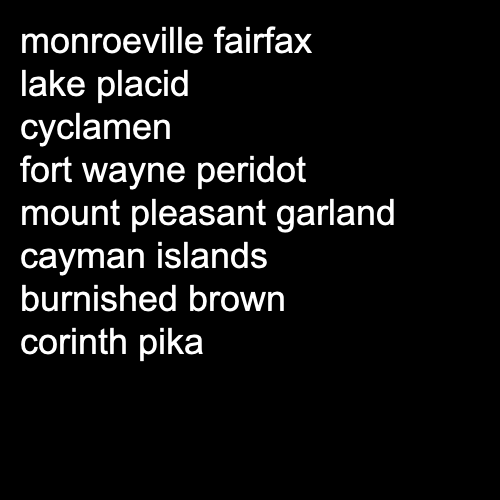 monroeville fairfax
lake placid
cyclamen
fort wayne peridot
mount pleasant garland
cayman islands
burnished brown
corinth pika